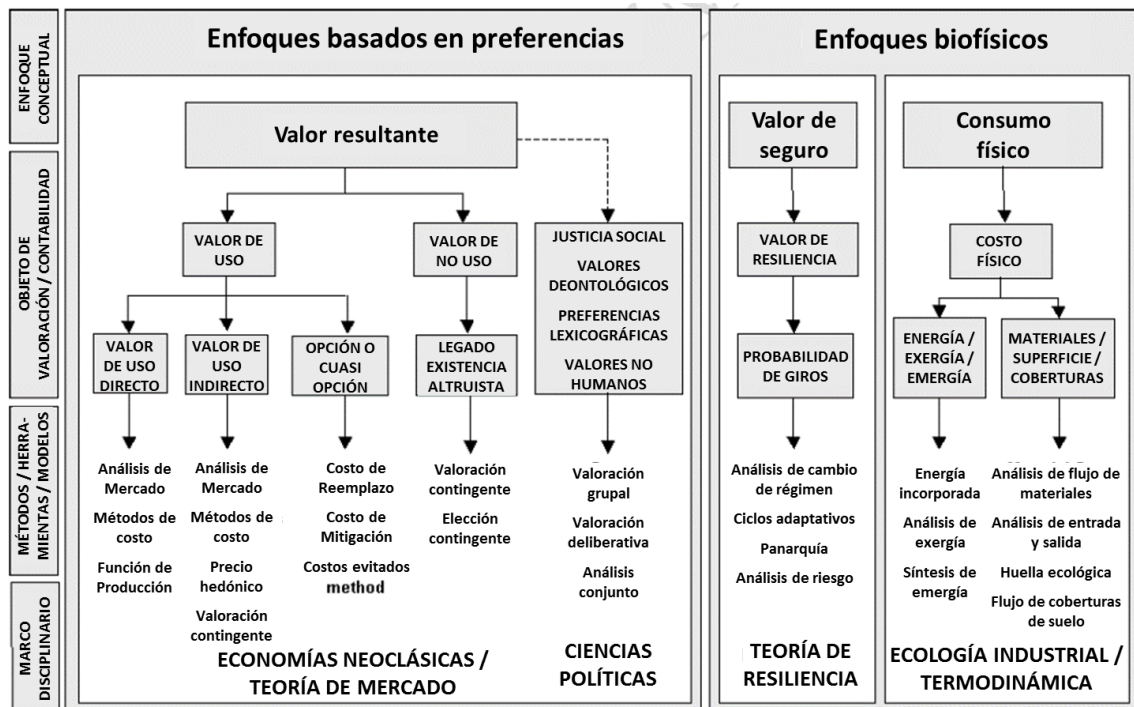 ENFOQUE
CONCEPTUAL
Enfoques basados en preferencias
Enfoques biofísicos
Valor resultante
Valor de
seguro
Consumo
físico
OBJETO DE
VALORACIÓN / CONTABILIDAD
VALOR DE
USO
VALOR DE
NO USO
JUSTICIA SOCIAL
VALORES
DEONTOLÓGICOS
PREFERENCIAS
LEXICOGRÁFICAS
VALORES NO
HUMANOS
VALOR DE
RESILIENCIA
COSTO
FÍSICO
VALOR
DE USO
DIRECTO
VALOR
DE USO
INDIRECTO
OPCIÓN O
CUASI
OPCIÓN
LEGADO
EXISTENCIA
ALTRUISTA
PROBABILIDAD
DE GIROS
ENERGÍA /
EXERGÍA /
EMERGÍA
MATERIALES /
SUPERFICIE /
COBERTURAS
MÉTODOS / HERRA-
MIENTAS / MODELOS
Análisis de
Mercado
Métodos de
costo
Función de
Producción
Análisis de
Mercado
Métodos de
costo
Precio
hedónico
Valoración
contingente
Costo de
Reemplazo
Costo de
Mitigación
Costos evitados
method
Valoración
contingente
Elección
contingente
Valoración
grupal
Valoración
deliberativa
Análisis
conjunto
Análisis de cambio
de régimen
Ciclos adaptativos
Panarquía
Análisis de riesgo
Energía
incorporada
Análisis de
exergía
Síntesis de
emergía
Análisis de flujo de
materiales
Análisis de entrada
y salida
Huella ecológica
Flujo de coberturas
de suelo
MARCO
DISCIPLINARIO
ECONOMÍAS NEOCLÁSICAS /
TEORÍA DE MERCADO
CIENCIAS
POLÍTICAS
TEORÍA DE
RESILIENCIA
ECOLOGÍA INDUSTRIAL /
TERMODINÁMICA